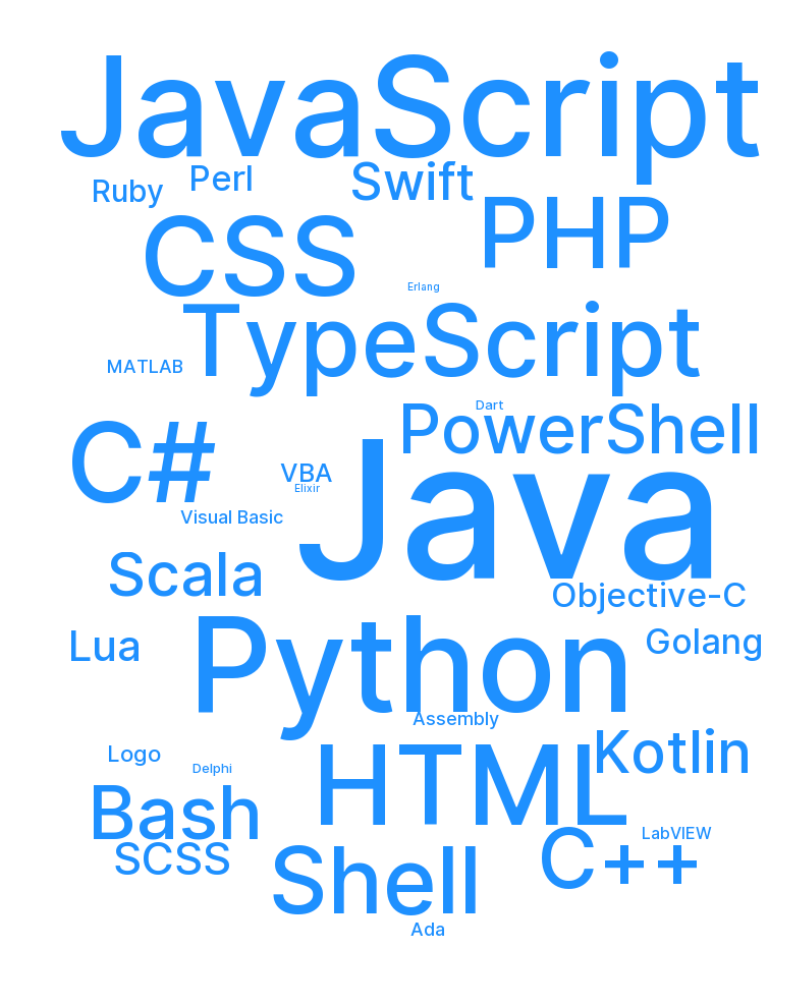 JavaScript
Ruby
Perl
Swift
PHP
CSS
Erlang
TypeScript
MATLAB
Dart
PowerShell
C#
VBA
Elixir
Java
Visual Basic
Scala
Objective-C
Lua
Python
Golang
Assembly
Logo
Delphi
Kotlin
HTML
Bash
LabVIEW
SCSS
C++
Shell
Ada